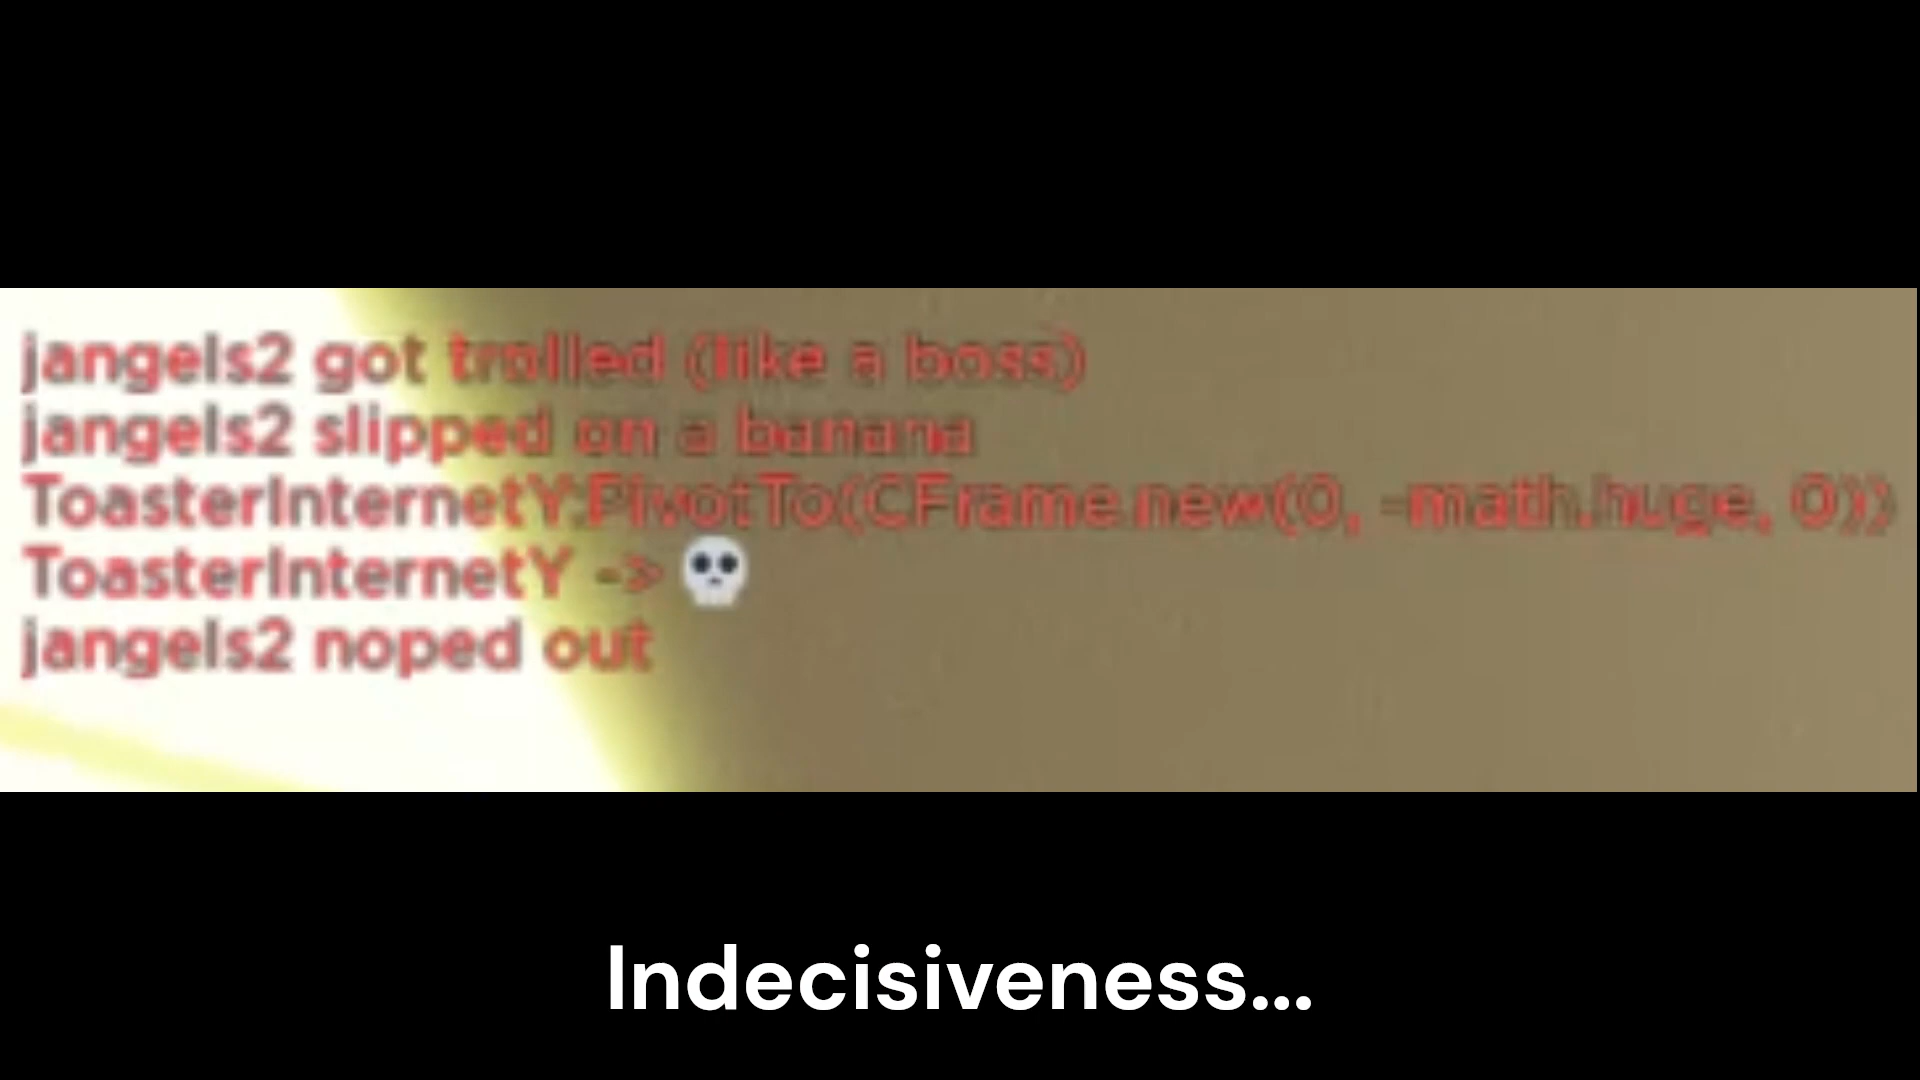 jangels2 got trolled (like a boss)
jangels2 slipped on a banana
ToasterInternetY:PivotTo(CFrame.new(0, -math.huge, 0))
ToasterInternetY -> 💀
jangels2 noped out
Indecisiveness...